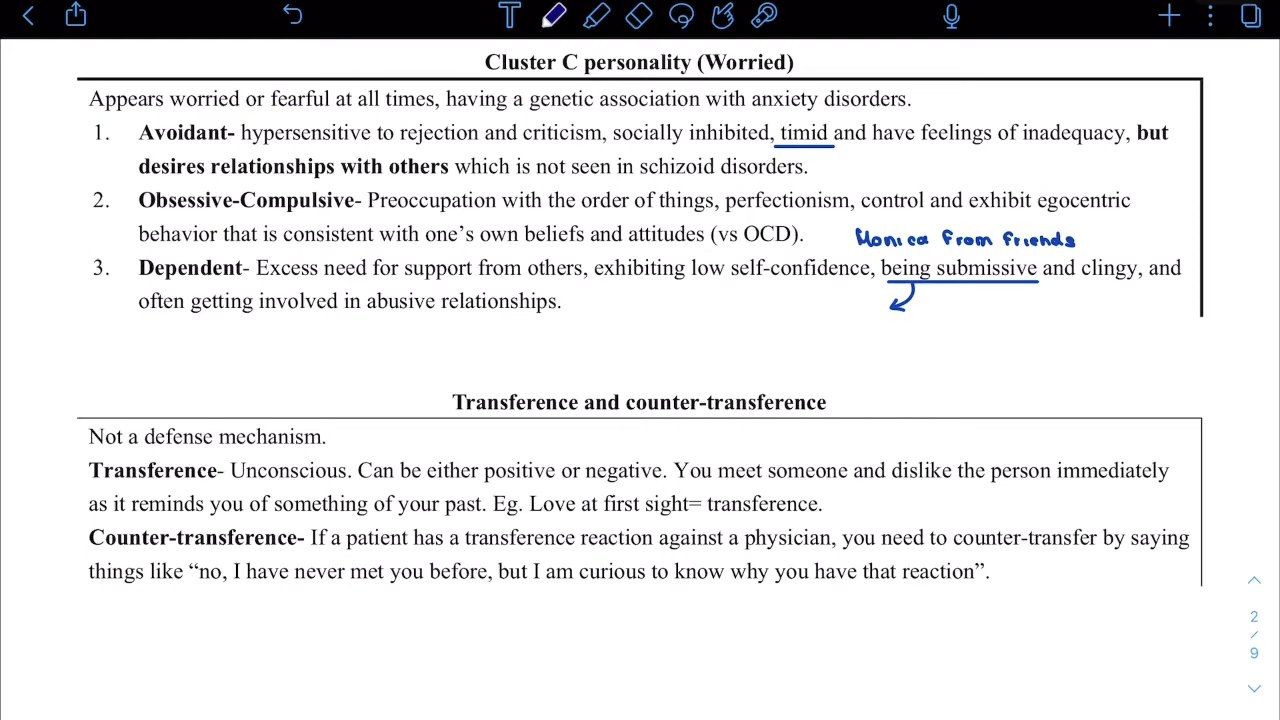 Cluster C personality (Worried)
Appears worried or fearful at all times, having a genetic association with anxiety disorders.
1. Avoidant- hypersensitive to rejection and criticism, socially inhibited, timid and have feelings of inadequacy, but
desires relationships with others which is not seen in schizoid disorders.
2. Obsessive-Compulsive- Preoccupation with the order of things, perfectionism, control and exhibit egocentric
behavior that is consistent with one's own beliefs and attitudes (vs OCD).
Monica from friends
3. Dependent- Excess need for support from others, exhibiting low self-confidence, being submissive and clingy, and
often getting involved in abusive relationships.
Transference and counter-transference
Not a defense mechanism.
Transference- Unconscious. Can be either positive or negative. You meet someone and dislike the person immediately
as it reminds you of something of your past. Eg. Love at first sight= transference.
Counter-transference- If a patient has a transference reaction against a physician, you need to counter-transfer by saying
things like “no, I have never met you before, but I am curious to know why you have that reaction”.
2
/
9